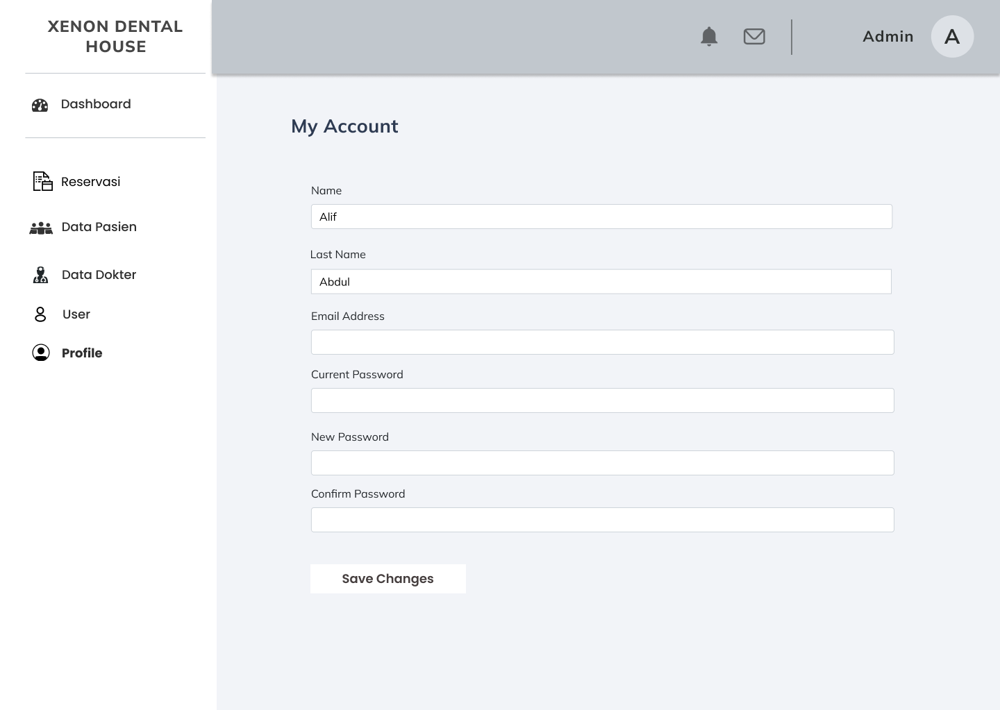 XENON DENTAL
HOUSE
Admin
A
Dashboard
Reservasi
Data Pasien
Data Dokter
User
Profile
My Account
Name
Alif
Last Name
Abdul
Email Address
Current Password
New Password
Confirm Password
Save Changes